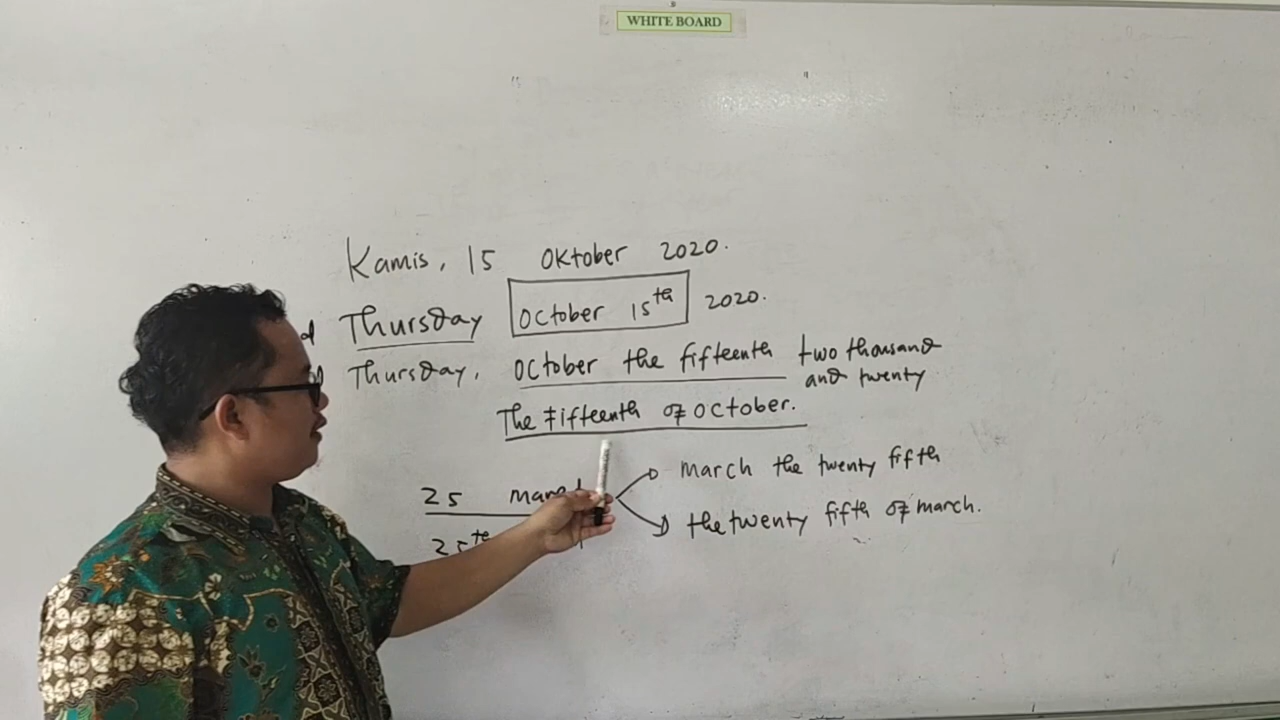 WHITE BOARD
Kamis, 15 Oktober 2020.
Thursday October 15th 2020.
Thursday, October the fifteenth two thousand
and twenty
The Fifteenth of October.
25 march the twenty fifth
25th the twenty fifth of march.